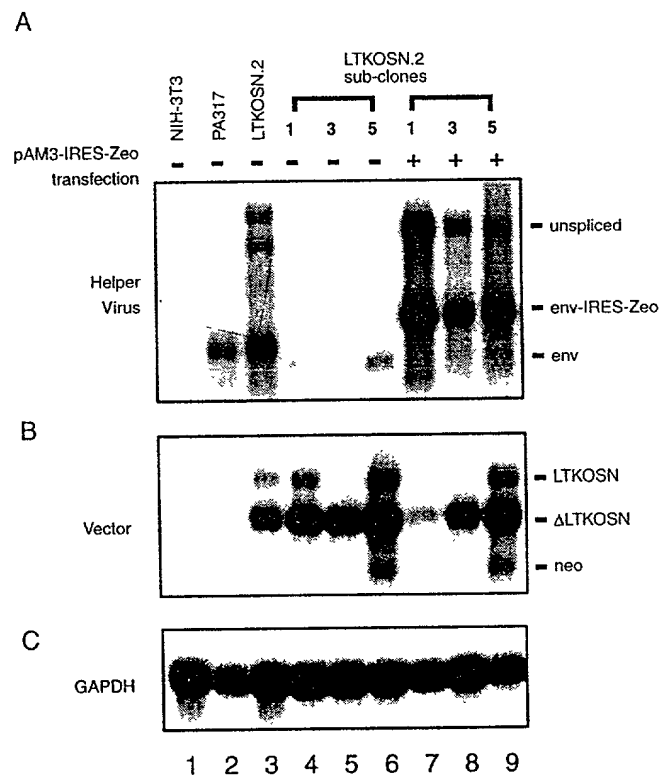 A
NIH-3T3
PA317
LTKOSN.2
LTKOSN.2
sub-clones
1 3 5 1 3 5
pAM3-IRES-Zeo
transfection
- - - - - - + + +
Helper
Virus
unspliced
env-IRES-Zeo
env
B
Vector
LTKOSN
ΔLTKOSN
neo
C
GAPDH
1 2 3 4 5 6 7 8 9